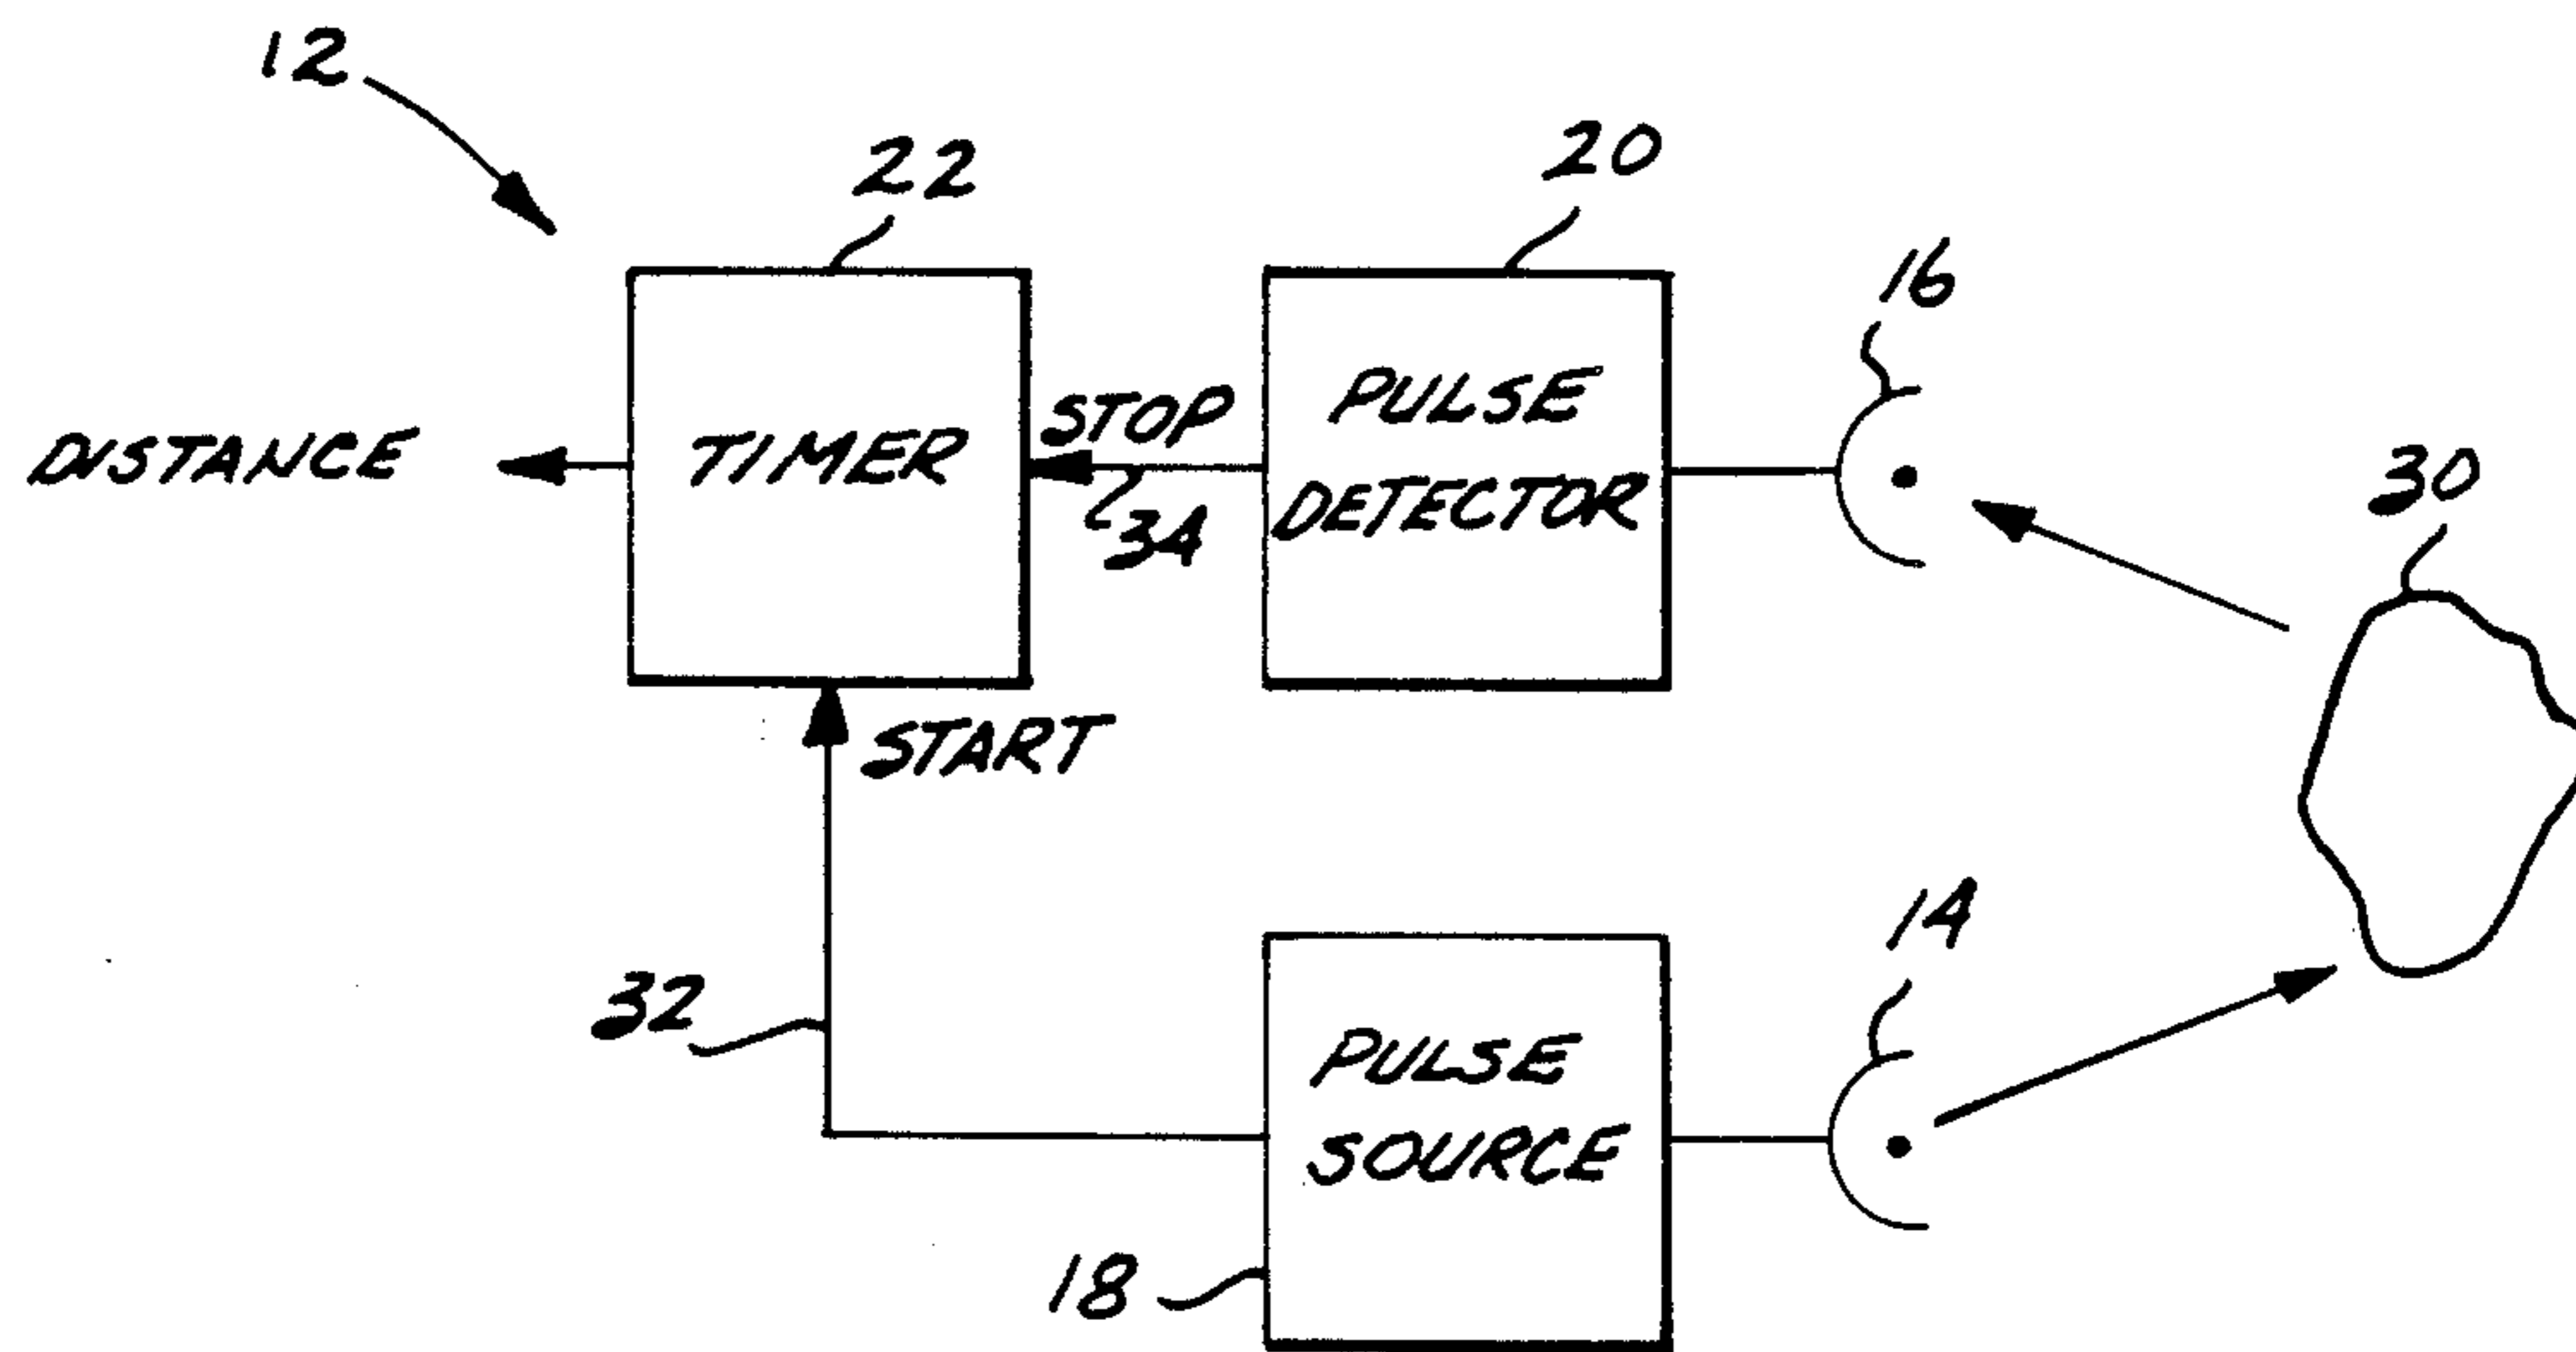 12
22
20
16
30
DISTANCE
TIMER
STOP
34
PULSE
DETECTOR
START
32
14
PULSE
SOURCE
18